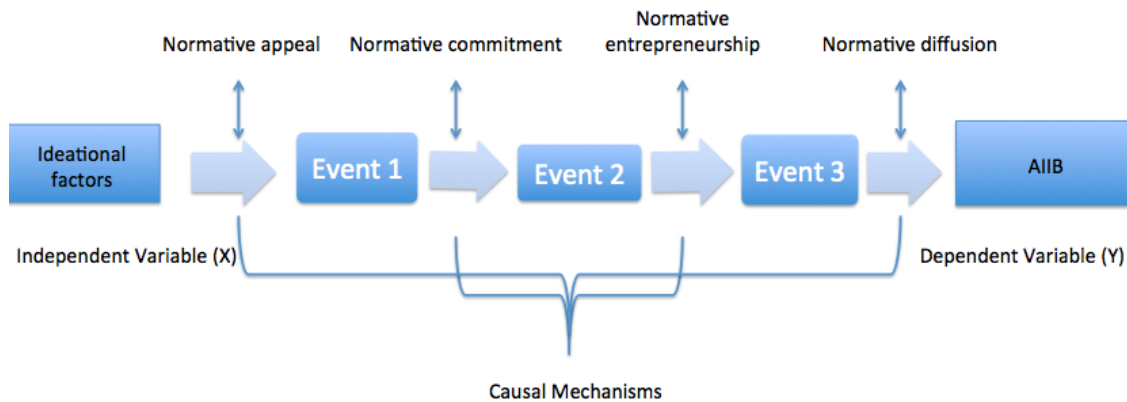 Normative appeal
Normative commitment
Normative
entrepreneurship
Normative diffusion
Ideational
factors
Event 1
Event 2
Event 3
AIIB
Independent Variable (X)
Dependent Variable (Y)
Causal Mechanisms